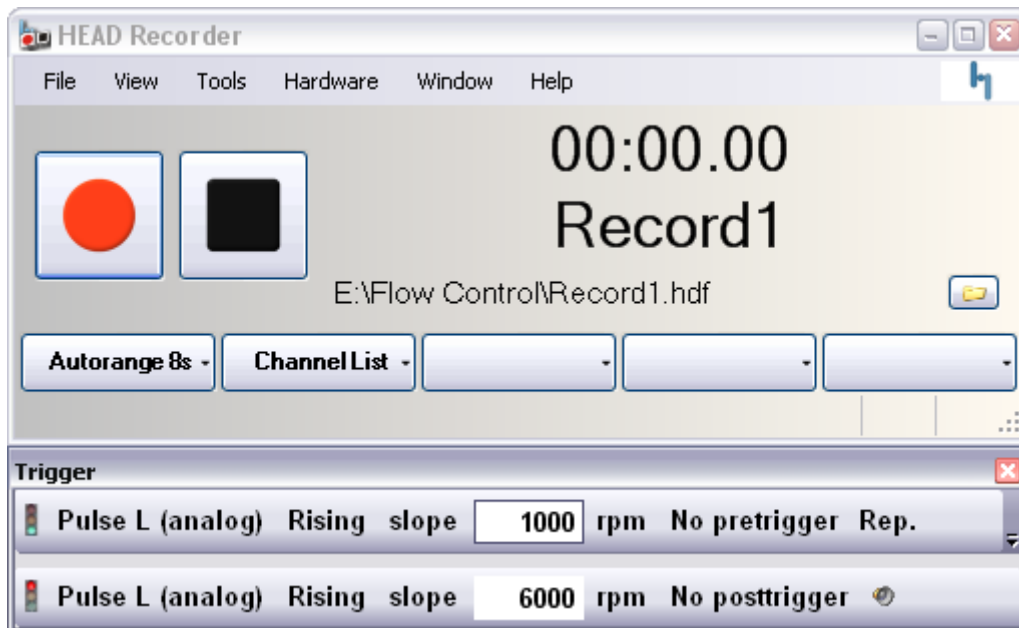 HEAD Recorder
File View Tools Hardware Window Help
00:00.00
Record1
E:\Flow Control\Record1.hdf
Autorange 8s Channel List
Trigger
Pulse L (analog) Rising slope 1000 rpm No pretrigger Rep.
Pulse L (analog) Rising slope 6000 rpm No posttrigger